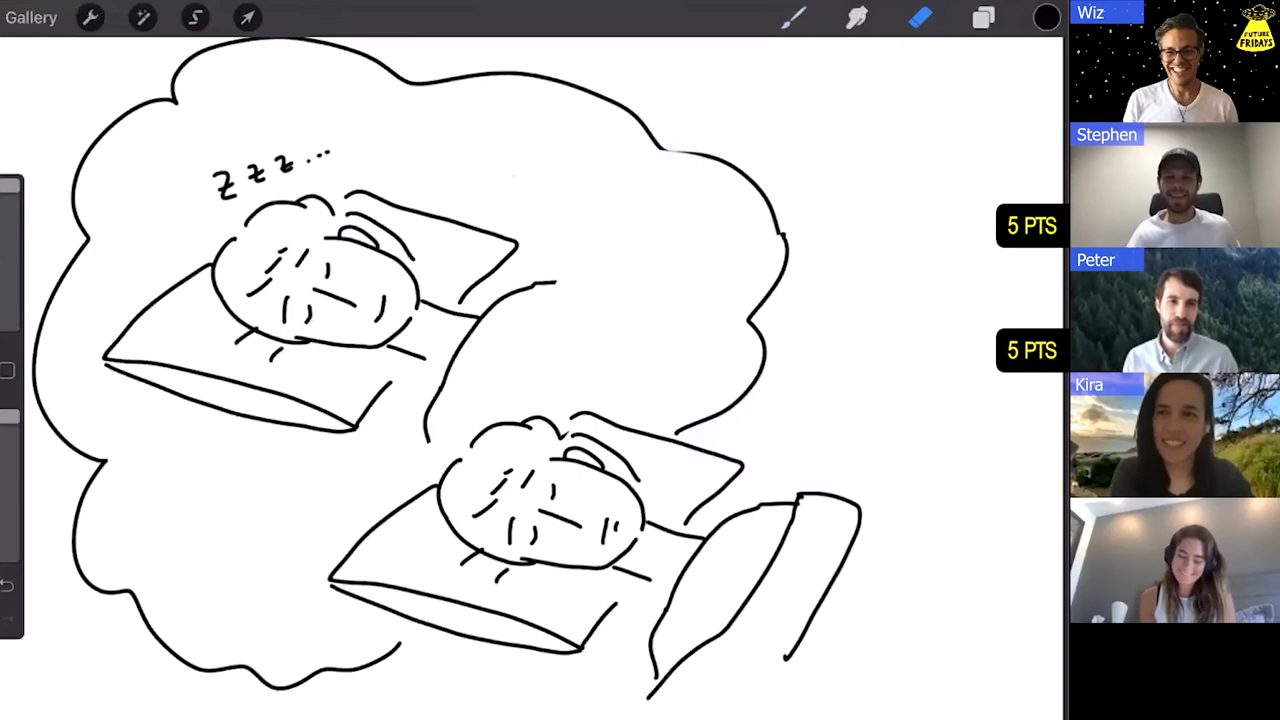 Gallery
Z Z Z...
Wiz
FUTURE
FRIDAYS
Stephen
5 PTS
Peter
5 PTS
Kira